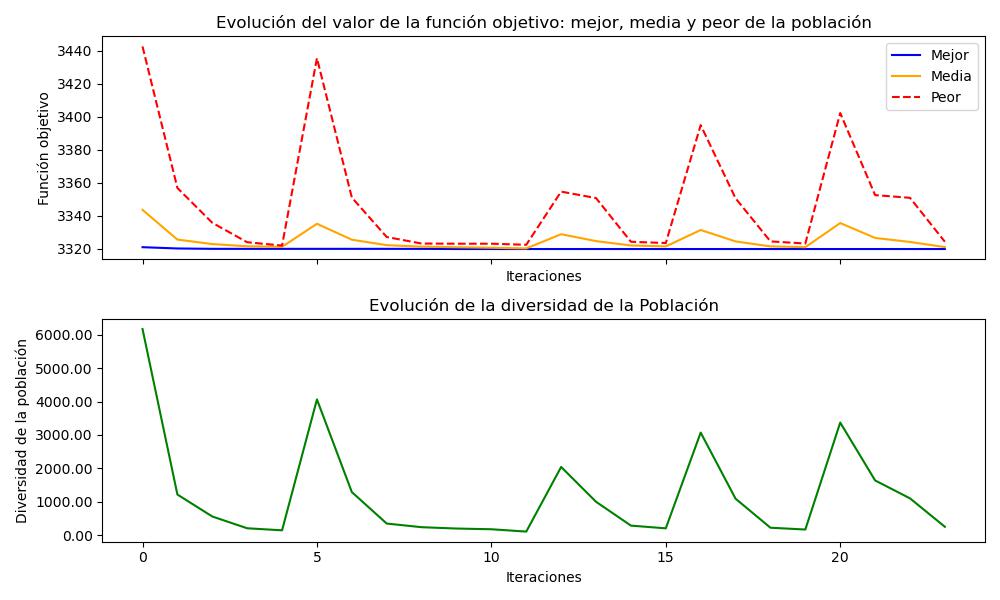 Evolución del valor de la función objetivo: mejor, media y peor de la población
Función objetivo
3440
3420
3400
3380
3360
3340
3320
Mejor
Media
Peor
Iteraciones
Evolución de la diversidad de la Población
Diversidad de la población
6000.00
5000.00
4000.00
3000.00
2000.00
1000.00
0.00
0 5 10 15 20
Iteraciones